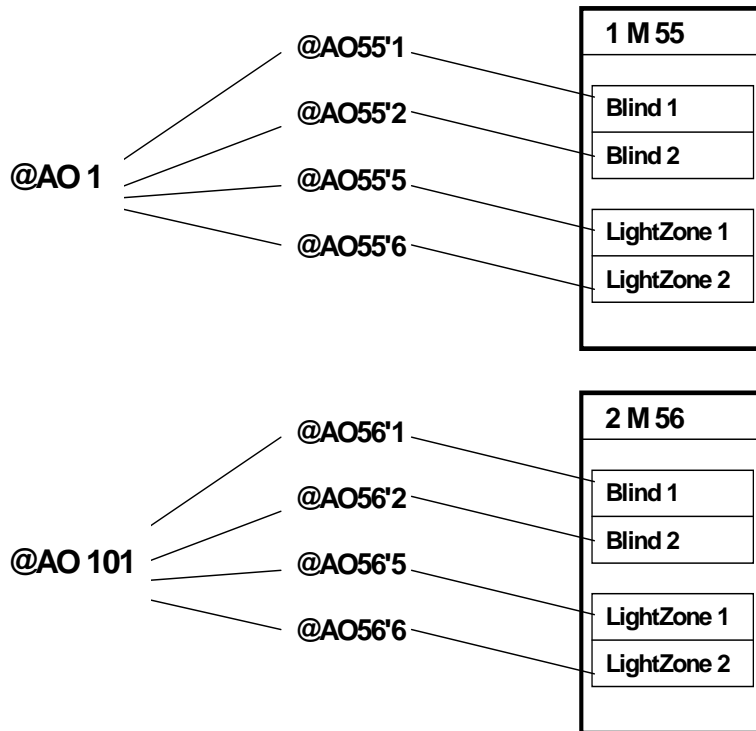 @AO 1
@AO55'1
@AO55'2
@AO55'5
@AO55'6
1 M 55
Blind 1
Blind 2
LightZone 1
LightZone 2
@AO 101
@AO56'1
@AO56'2
@AO56'5
@AO56'6
2 M 56
Blind 1
Blind 2
LightZone 1
LightZone 2